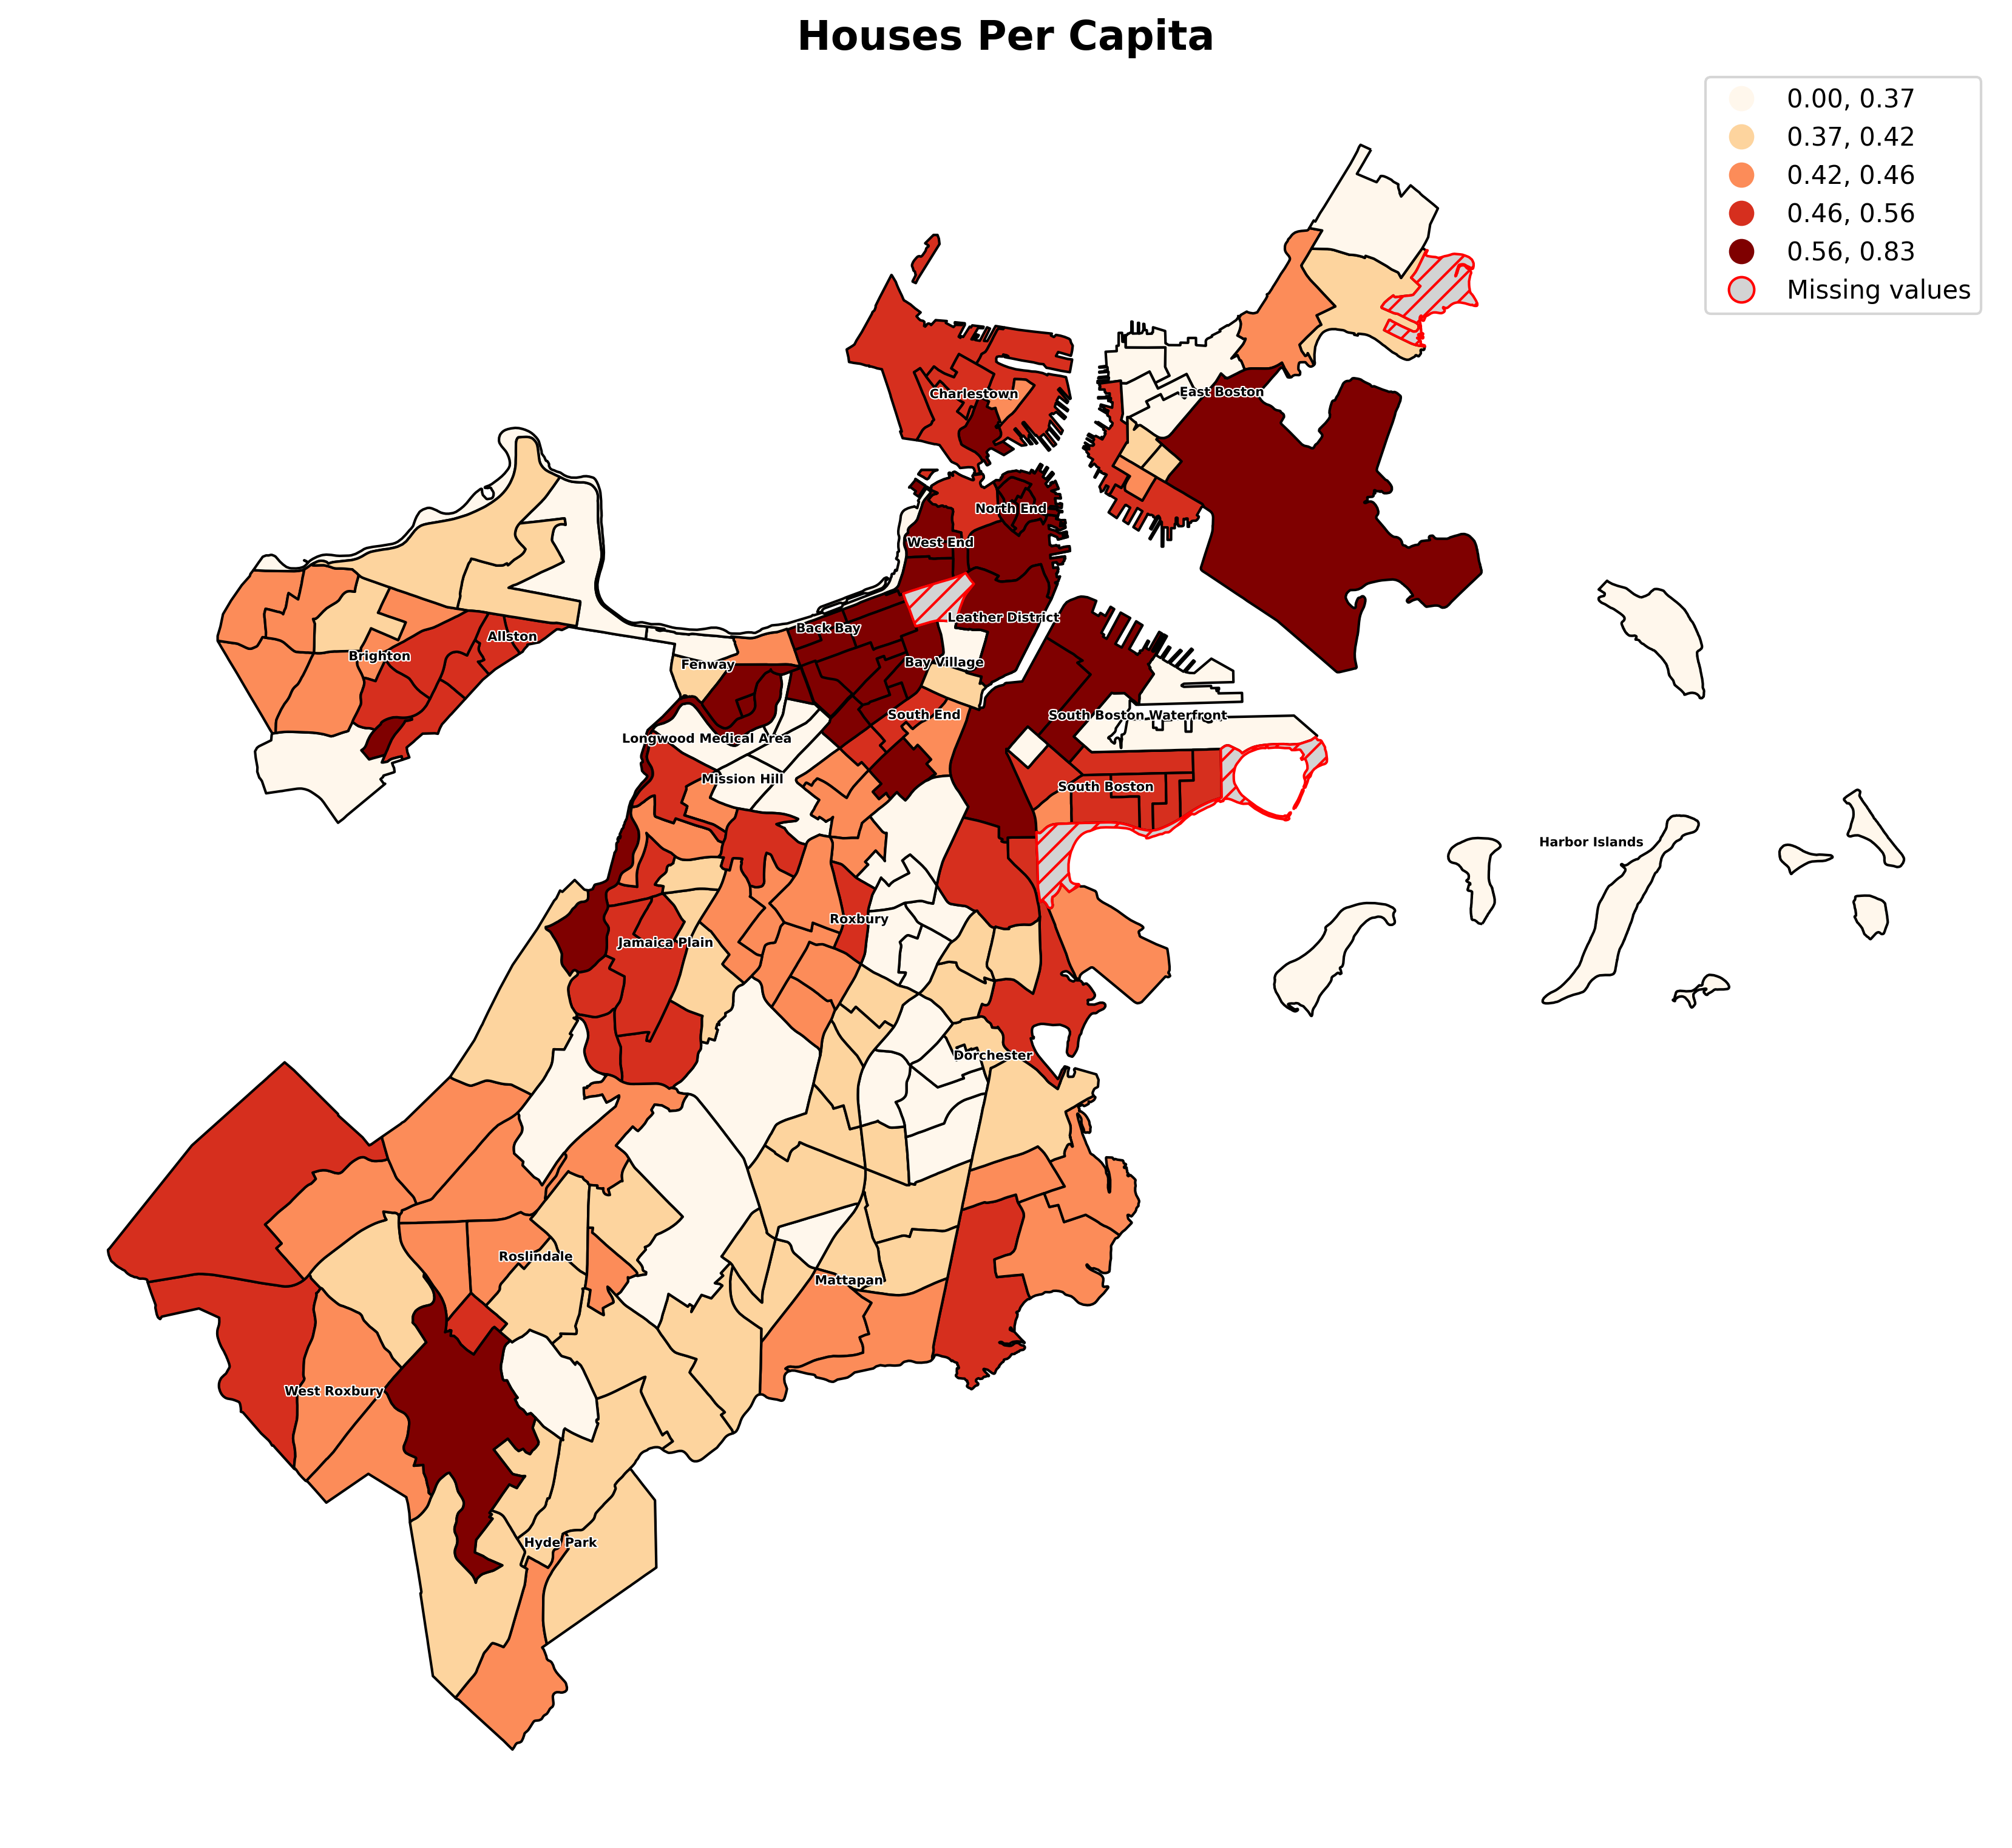 Houses Per Capita
0.00, 0.37
0.37, 0.42
0.42, 0.46
0.46, 0.56
0.56, 0.83
Missing values
Charlestown
East Boston
North End
West End
Leather District
Back Bay
Allston
Brighton
Fenway
Bay Village
South End
South Boston Waterfront
Longwood Medical Area
Mission Hill
South Boston
Harbor Islands
Roxbury
Jamaica Plain
Dorchester
Roslindale
Mattapan
West Roxbury
Hyde Park